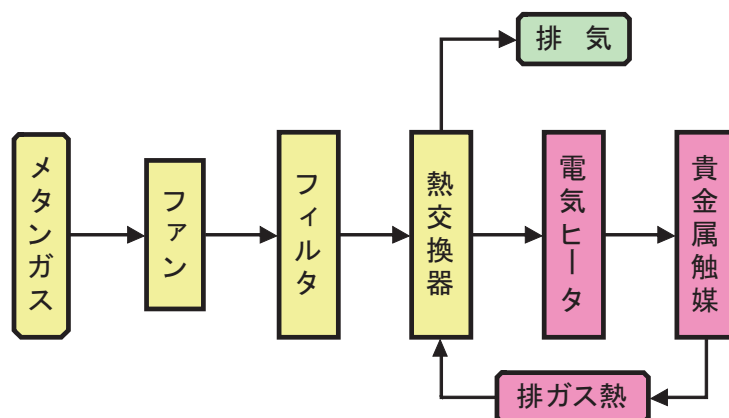 排気
メタンガス
ファン
フィルタ
熱交換器
電気ヒータ
貴金属触媒
排ガス熱